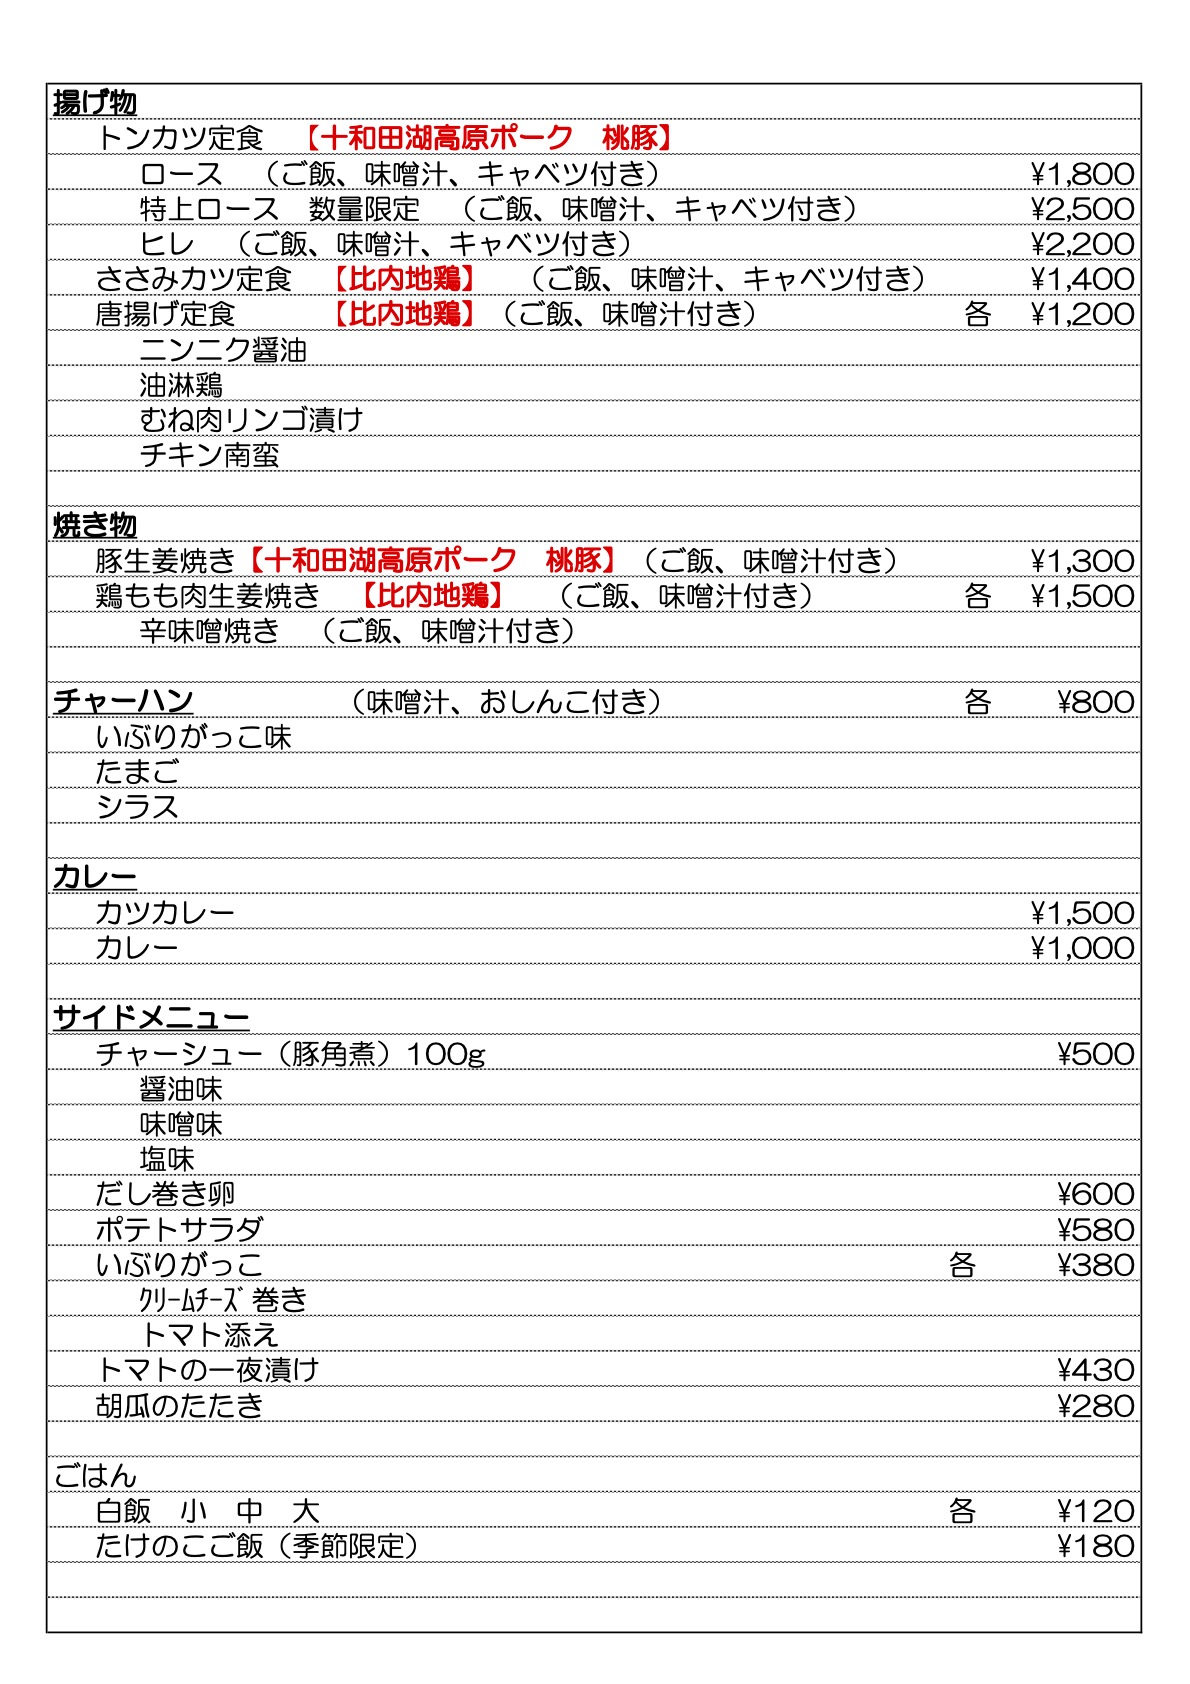 揚げ物
トンカツ定食　【十和田湖高原ポーク　桃豚】
ロース　（ご飯、味噌汁、キャベツ付き） ¥1,800
特上ロース　数量限定　（ご飯、味噌汁、キャベツ付き） ¥2,500
ヒレ　（ご飯、味噌汁、キャベツ付き） ¥2,200
ささみカツ定食　【比内地鶏】　（ご飯、味噌汁、キャベツ付き） ¥1,400
唐揚げ定食　【比内地鶏】（ご飯、味噌汁付き） 各 ¥1,200
ニンニク醤油
油淋鶏
むね肉リンゴ漬け
チキン南蛮
焼き物
豚生姜焼き【十和田湖高原ポーク　桃豚】（ご飯、味噌汁付き） ¥1,300
鶏もも肉生姜焼き　【比内地鶏】　（ご飯、味噌汁付き） 各 ¥1,500
辛味噌焼き　（ご飯、味噌汁付き）
チャーハン　（味噌汁、おしんこ付き） 各 ¥800
いぶりがっこ味
たまご
シラス
カレー
カツカレー ¥1,500
カレー ¥1,000
サイドメニュー
チャーシュー（豚角煮）100g ¥500
醤油味
味噌味
塩味
だし巻き卵 ¥600
ポテトサラダ ¥580
いぶりがっこ 各 ¥380
ｸﾘｰﾑﾁｰｽﾞ巻き
トマト添え
トマトの一夜漬け ¥430
胡瓜のたたき ¥280
ごはん
白飯　小　中　大 各 ¥120
たけのこご飯（季節限定） ¥180